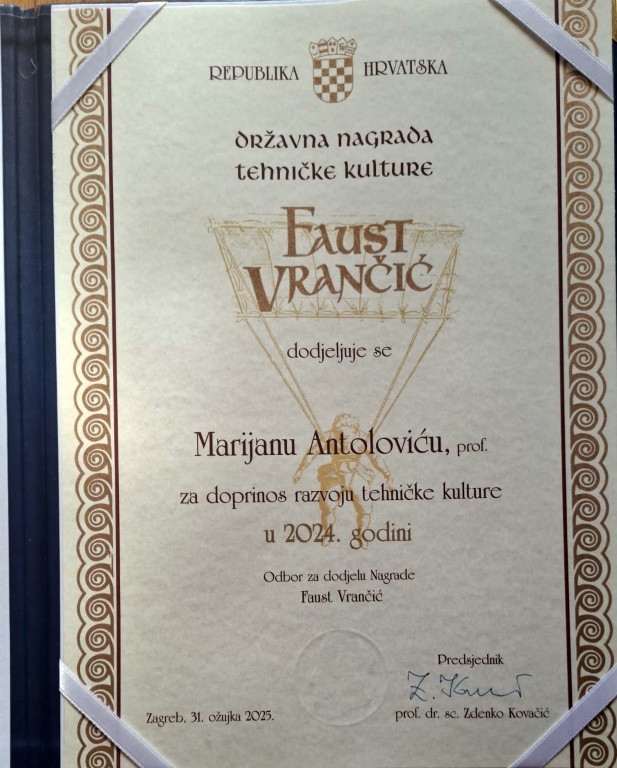 REPUBLIKA HRVATSKA
DRŽAVNA NAGRADA
TEHNIČKE KULTURE
FAUST
VRANČIĆ
dodjeljuje se
Marijanu Antoloviću, prof.
za doprinos razvoju tehničke kulture
u 2024. godini
Odbor za dodjelu Nagrade
Faust Vrančić
Predsjednik
Zagreb, 31. ožujka 2025.
prof. dr. sc. Zdenko Kovačić